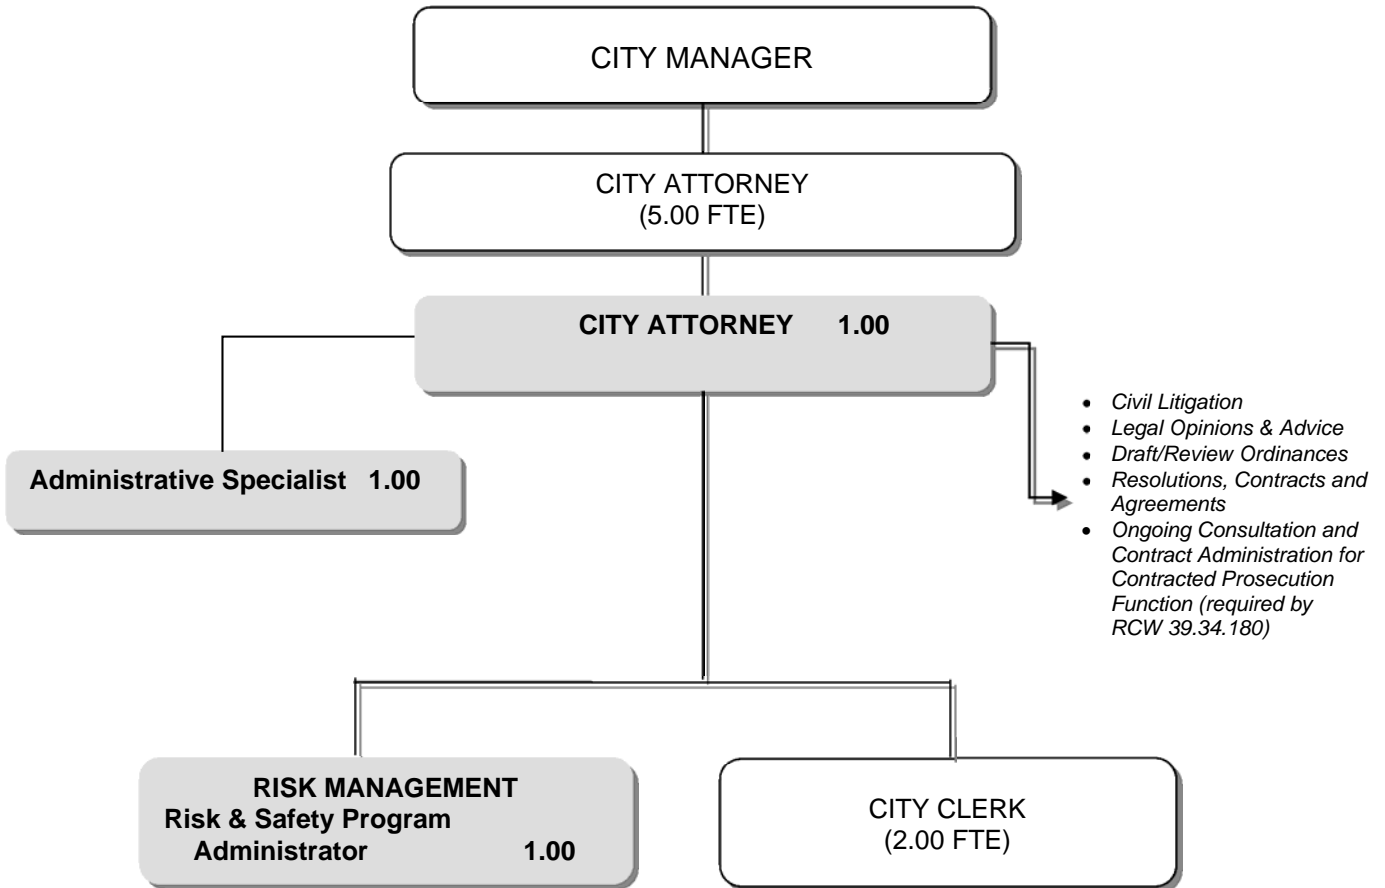 CITY MANAGER
CITY ATTORNEY
(5.00 FTE)
CITY ATTORNEY 1.00
Administrative Specialist 1.00
• Civil Litigation
• Legal Opinions & Advice
• Draft/Review Ordinances
• Resolutions, Contracts and
Agreements
• Ongoing Consultation and
Contract Administration for
Contracted Prosecution
Function (required by
RCW 39.34.180)
RISK MANAGEMENT
Risk & Safety Program
Administrator 1.00
CITY CLERK
(2.00 FTE)